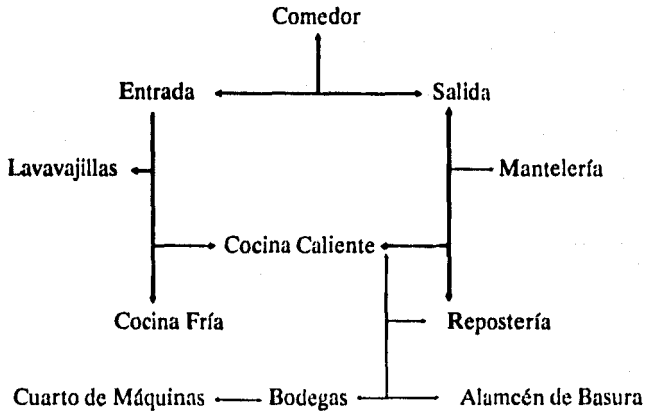 Comedor
Entrada Salida
Lavavajillas Mantelería
Cocina Caliente
Cocina Fría Repostería
Cuarto de Máquinas Bodegas Alamcén de Basura